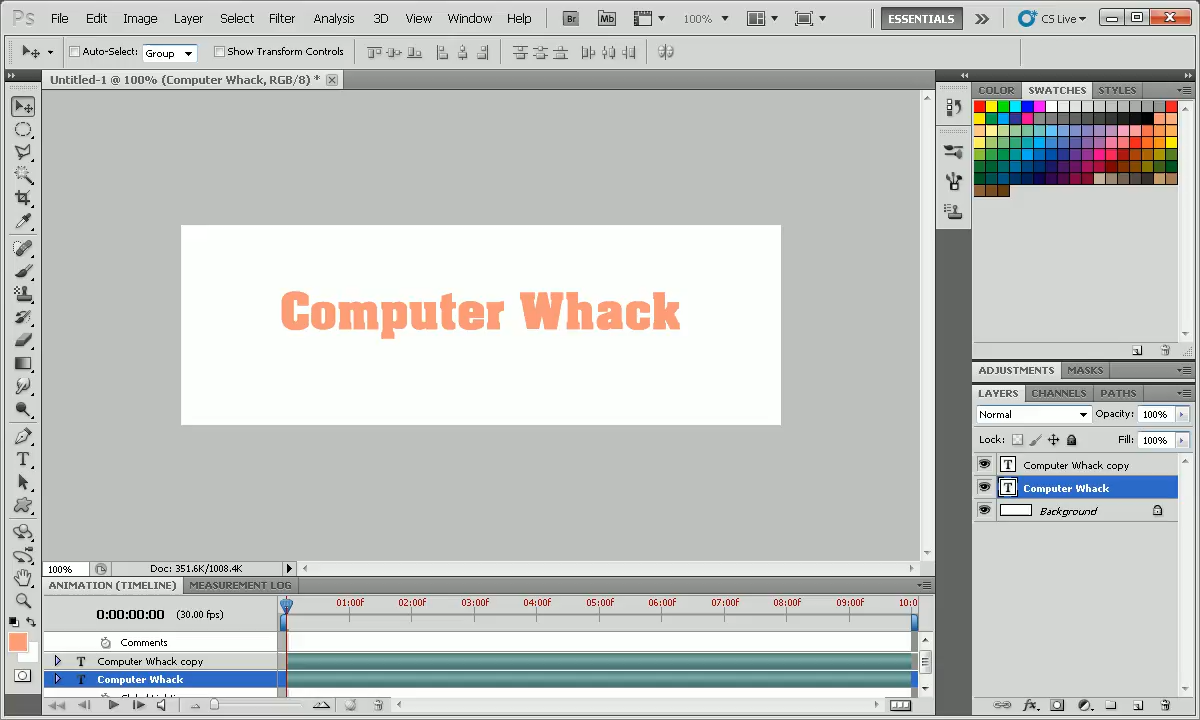 Ps File Edit Image Layer Select Filter Analysis 3D View Window Help Br Mb 100% ESSENTIALS CS Live
Auto-Select: Group Show Transform Controls
Untitled-1 @ 100% (Computer Whack, RGB/8) *
COLOR SWATCHES STYLES
Computer Whack
ADJUSTMENTS MASKS
LAYERS CHANNELS PATHS
Normal Opacity: 100%
Lock: Fill: 100%
T Computer Whack copy
T Computer Whack
Background
100% Doc: 351.6K/1008.4K
ANIMATION (TIMELINE) MEASUREMENT LOG
0:00:00:00 (30.00 fps) 01:00f 02:00f 03:00f 04:00f 05:00f 06:00f 07:00f 08:00f 09:00f 10:0
Comments
T Computer Whack copy
T Computer Whack